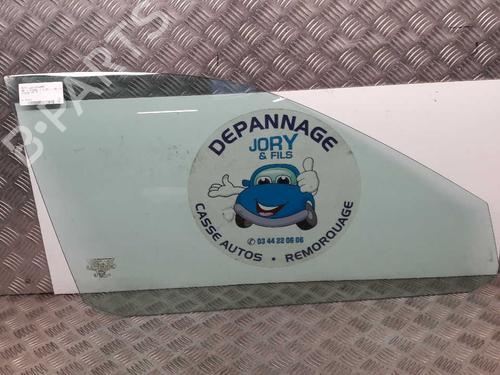 B-PARTS
DEPANNAGE
JORY
& FILS
03 44 22 06 06
CASSE AUTOS • REMORQUAGE